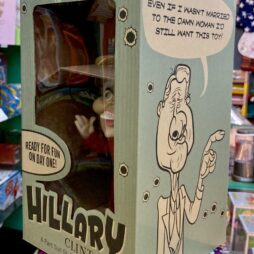 EVEN IF I WASN'T MARRIED
TO THE DAMN WOMAN I'D
STILL WANT THIS TOY!
READY FOR FUN
ON DAY ONE!
HILLARY
CLINT